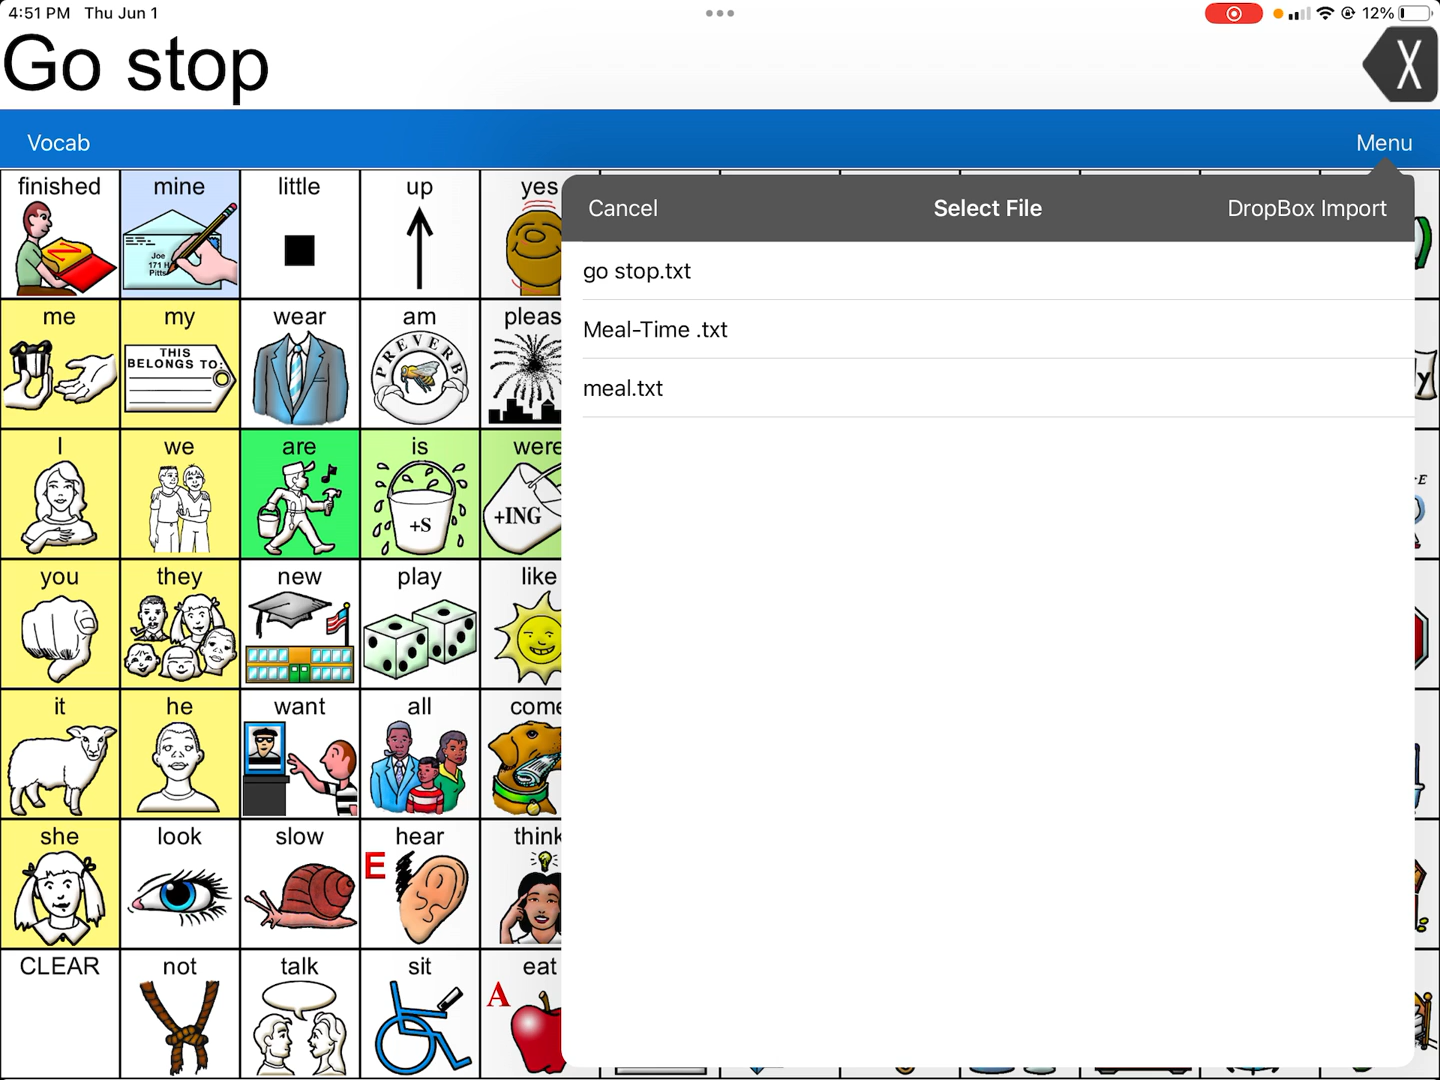 4:51 PM Thu Jun 1
12%
Go stop
X
Vocab
Menu
Cancel
Select File
DropBox Import
go stop.txt
Meal-Time .txt
meal.txt
finished
mine
little
up
yes
Joe
me
my
wear
am
THIS
BELONGS TO:
PREVERB
I
we
are
is
were
+S
+ING
you
they
new
play
like
it
he
want
all
she
look
slow
hear
E
CLEAR
not
talk
sit
eat
A